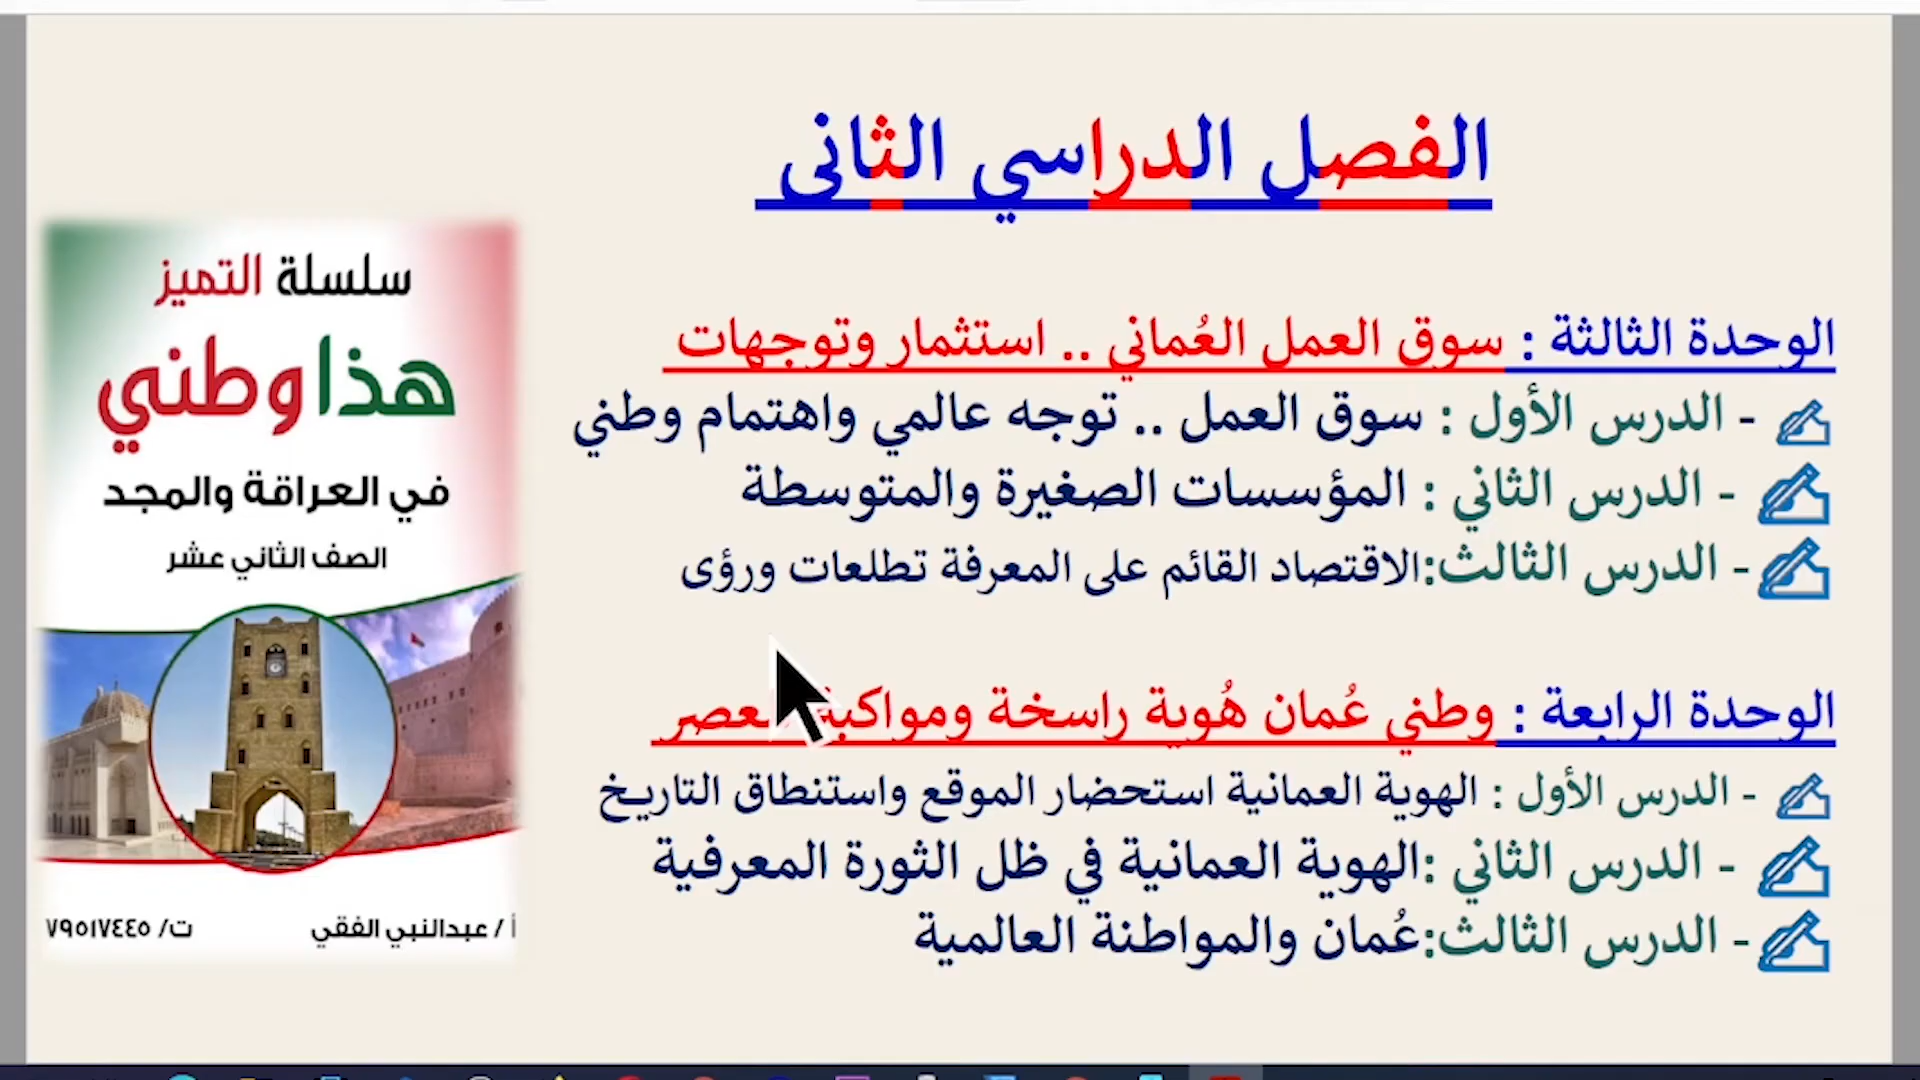 الفصل الدراسي الثانى
الوحدة الثالثة : سوق العمل العُماني .. استثمار وتوجهات
- الدرس الأول : سوق العمل .. توجه عالمي واهتمام وطني
- الدرس الثاني : المؤسسات الصغيرة والمتوسطة
- الدرس الثالث:الاقتصاد القائم على المعرفة تطلعات ورؤى
الوحدة الرابعة : وطني عُمان هُوية راسخة ومواكبة
- الدرس الأول : الهوية العمانية استحضار الموقع واستنطاق التاريخ
- الدرس الثاني :الهوية العمانية في ظل الثورة المعرفية
- الدرس الثالث:عُمان والمواطنة العالمية
سلسلة التميز
هذا وطني
في العراقة والمجد
الصف الثاني عشر
أ / عبدالنبي الفقي
ت/ ٧٩٥١٧٤٤٥